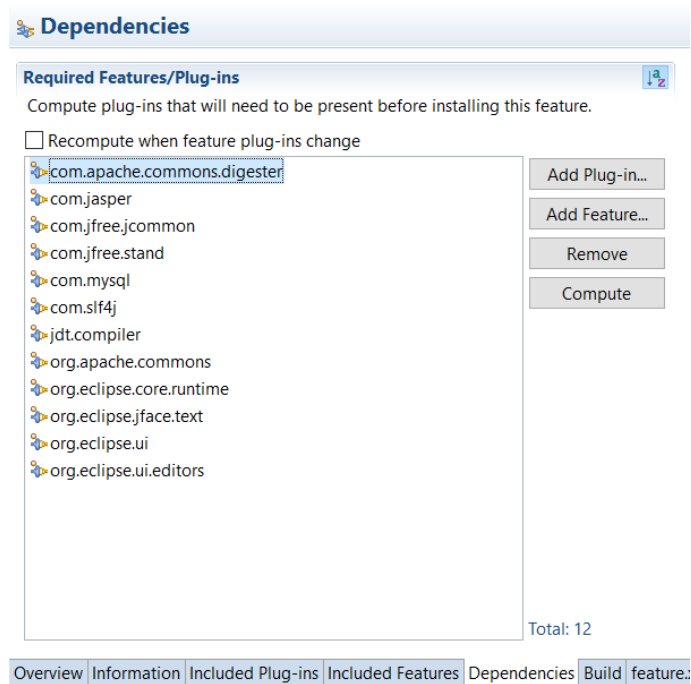 Dependencies
Required Features/Plug-ins
Compute plug-ins that will need to be present before installing this feature.
Recompute when feature plug-ins change
com.apache.commons.digester
com.jasper
com.jfree.jcommon
com.jfree.stand
com.mysql
com.slf4j
jdt.compiler
org.apache.commons
org.eclipse.core.runtime
org.eclipse.jface.text
org.eclipse.ui
org.eclipse.ui.editors
Add Plug-in...
Add Feature...
Remove
Compute
Total: 12
Overview Information Included Plug-ins Included Features Dependencies Build feature.